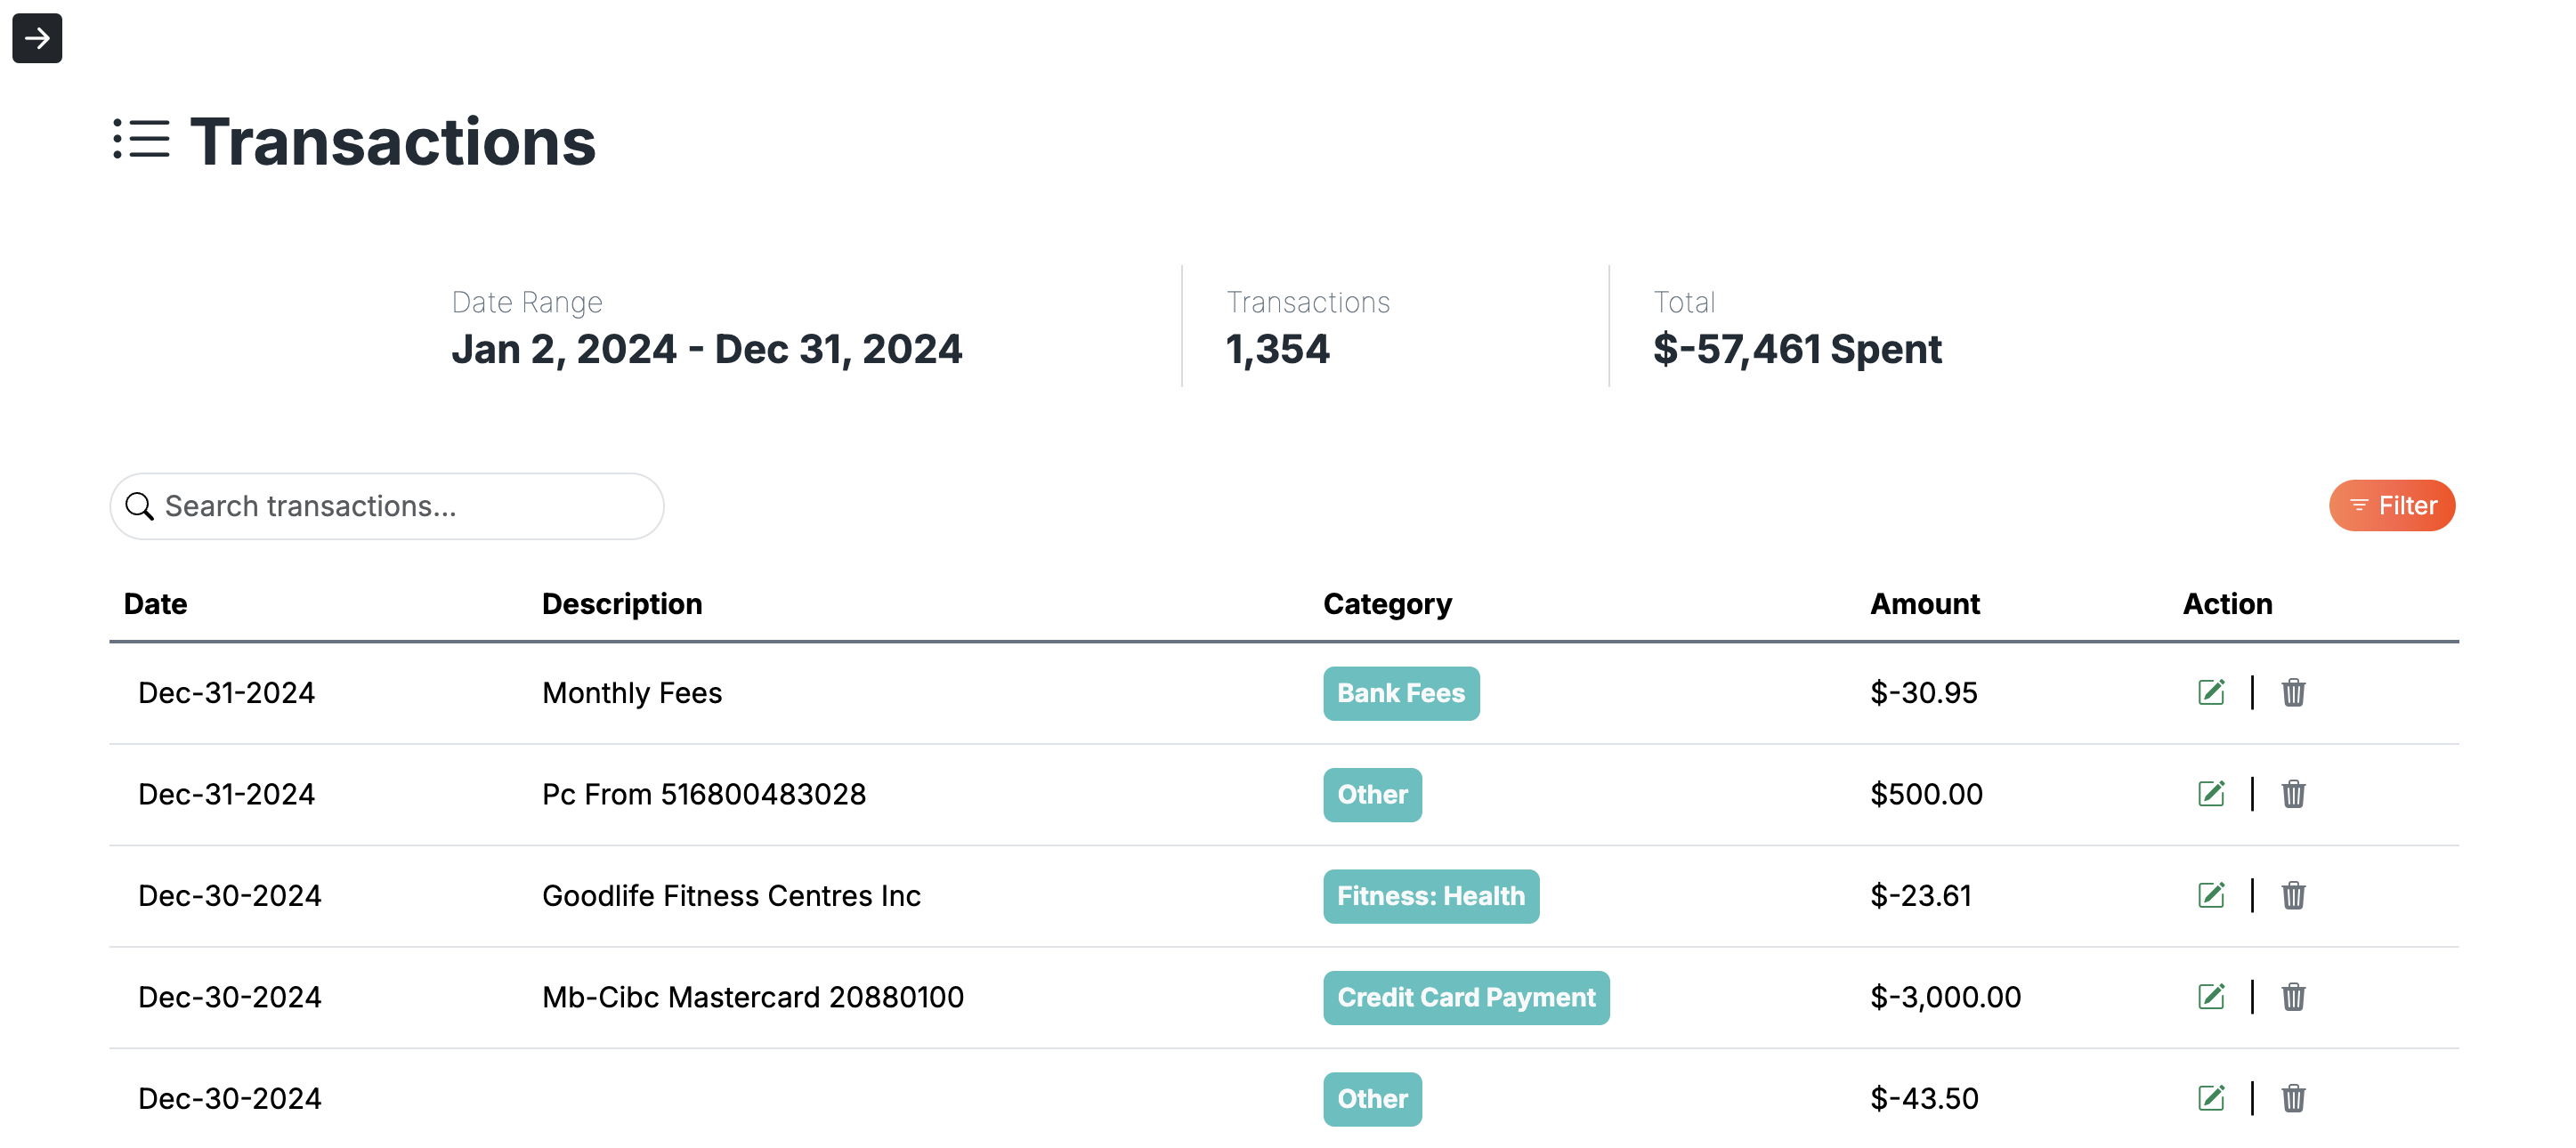 Transactions
Date Range
Jan 2, 2024 - Dec 31, 2024
Transactions
1,354
Total
$-57,461 Spent
Search transactions...
Filter
Date Description Category Amount Action
Dec-31-2024 Monthly Fees Bank Fees $-30.95
Dec-31-2024 Pc From 516800483028 Other $500.00
Dec-30-2024 Goodlife Fitness Centres Inc Fitness: Health $-23.61
Dec-30-2024 Mb-Cibc Mastercard 20880100 Credit Card Payment $-3,000.00
Dec-30-2024 Other $-43.50